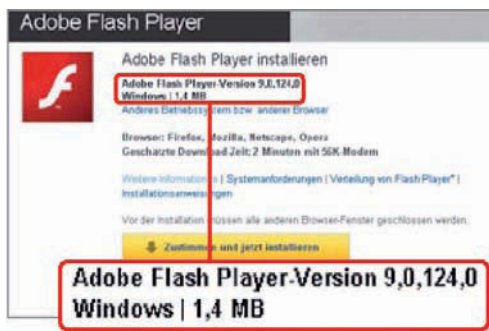 Adobe Flash Player
Adobe Flash Player installieren
Adobe Flash Player-Version 9,0,124,0
Windows | 1,4 MB
Anderes Betriebssystem bzw. anderer Browser
Browser: Firefox, Mozilla, Netscape, Opera
Geschätzte Download-Zeit: 2 Minuten mit 56K-Modem
Weitere Informationen | Systemanforderungen | Verteilung von Flash Player* |
Installationsanweisungen
Vor der Installation müssen alle anderen Browser-Fenster geschlossen werden.
Zustimmen und jetzt installieren
Adobe Flash Player-Version 9,0,124,0
Windows | 1,4 MB